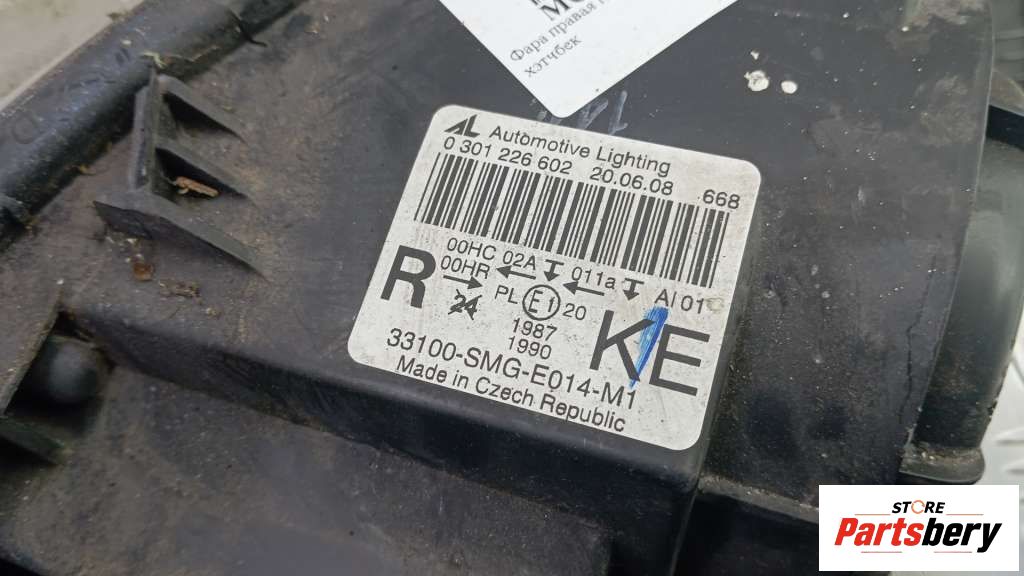 Фара правая
хэтчбек
AL Automotive Lighting
0 301 226 602 20.06.08 668
00HC 02A 011a AI 01
R 00HR
PL E1 20
24
1987
1990
KE
33100-SMG-E014-M1
Made in Czech Republic
STORE
Partsbery